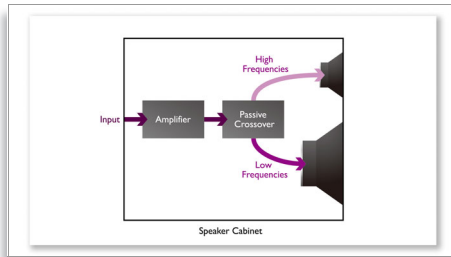 High
Frequencies
Input
Amplifier
Passive
Crossover
Low
Frequencies
Speaker Cabinet